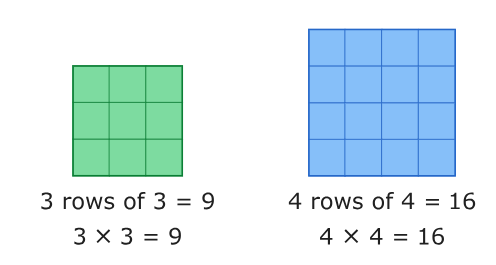 3 rows of 3 = 9
3 × 3 = 9
4 rows of 4 = 16
4 × 4 = 16